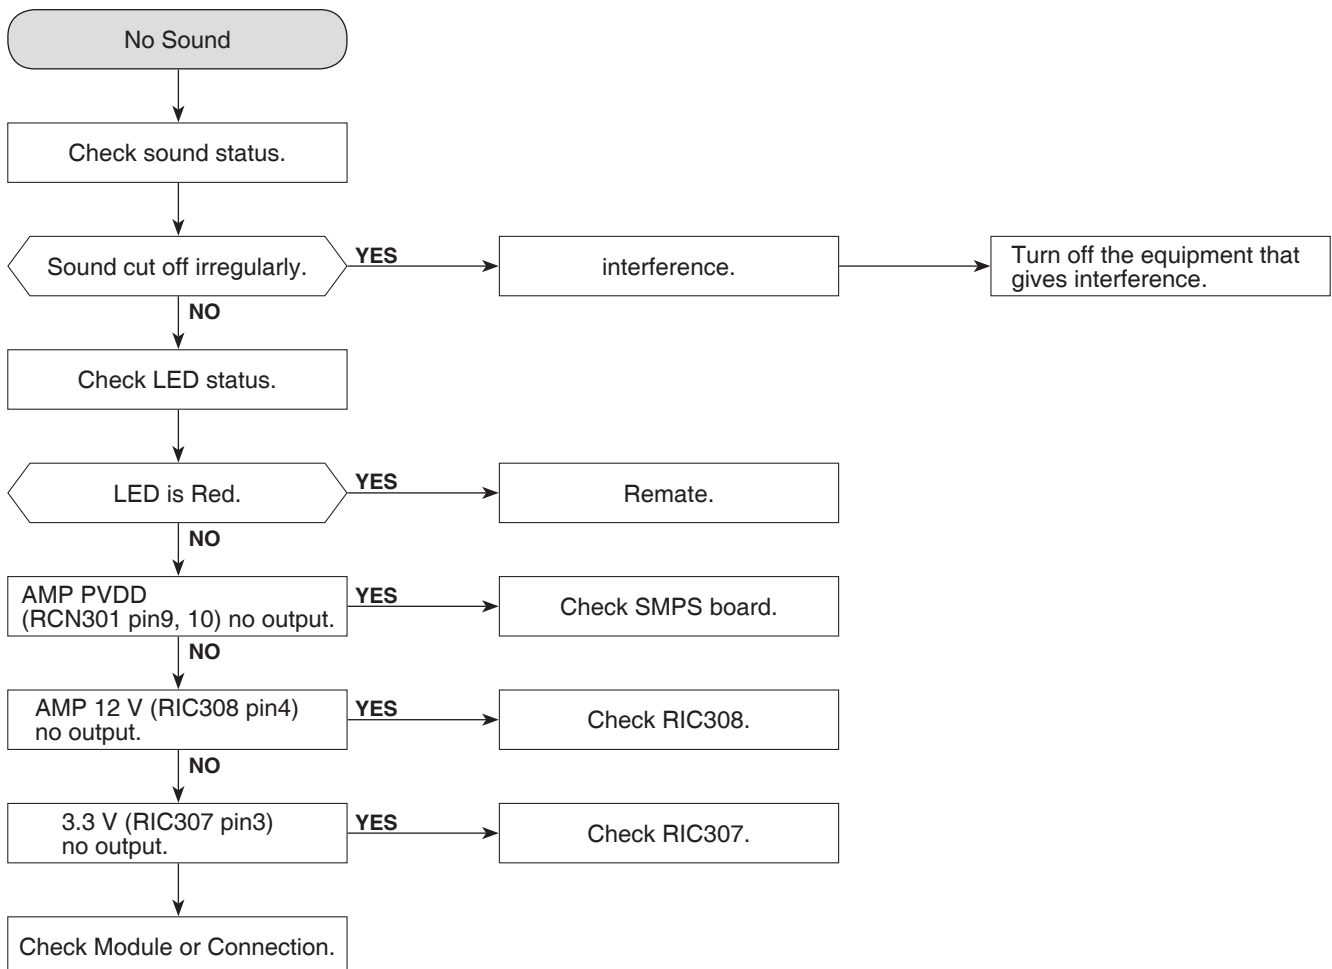 No Sound
Check sound status.
Sound cut off irregularly.
YES
interference.
Turn off the equipment that
gives interference.
NO
Check LED status.
LED is Red.
YES
Remate.
NO
AMP PVDD
(RCN301 pin9, 10) no output.
YES
Check SMPS board.
NO
AMP 12 V (RIC308 pin4)
no output.
YES
Check RIC308.
NO
3.3 V (RIC307 pin3)
no output.
YES
Check RIC307.
Check Module or Connection.